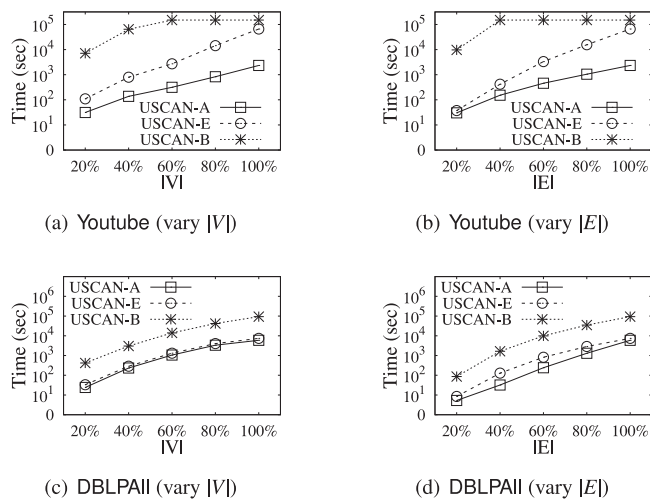 Time (sec)
10^5
10^4
10^3
10^2
10^1
0
USCAN-A
USCAN-E
USCAN-B
20% 40% 60% 80% 100%
|V|
(a) Youtube (vary |V|)
Time (sec)
10^5
10^4
10^3
10^2
10^1
0
USCAN-A
USCAN-E
USCAN-B
20% 40% 60% 80% 100%
|E|
(b) Youtube (vary |E|)
Time (sec)
10^6
10^5
10^4
10^3
10^2
10^1
0
USCAN-A
USCAN-E
USCAN-B
20% 40% 60% 80% 100%
|V|
(c) DBLPAll (vary |V|)
Time (sec)
10^6
10^5
10^4
10^3
10^2
10^1
0
USCAN-A
USCAN-E
USCAN-B
20% 40% 60% 80% 100%
|E|
(d) DBLPAll (vary |E|)